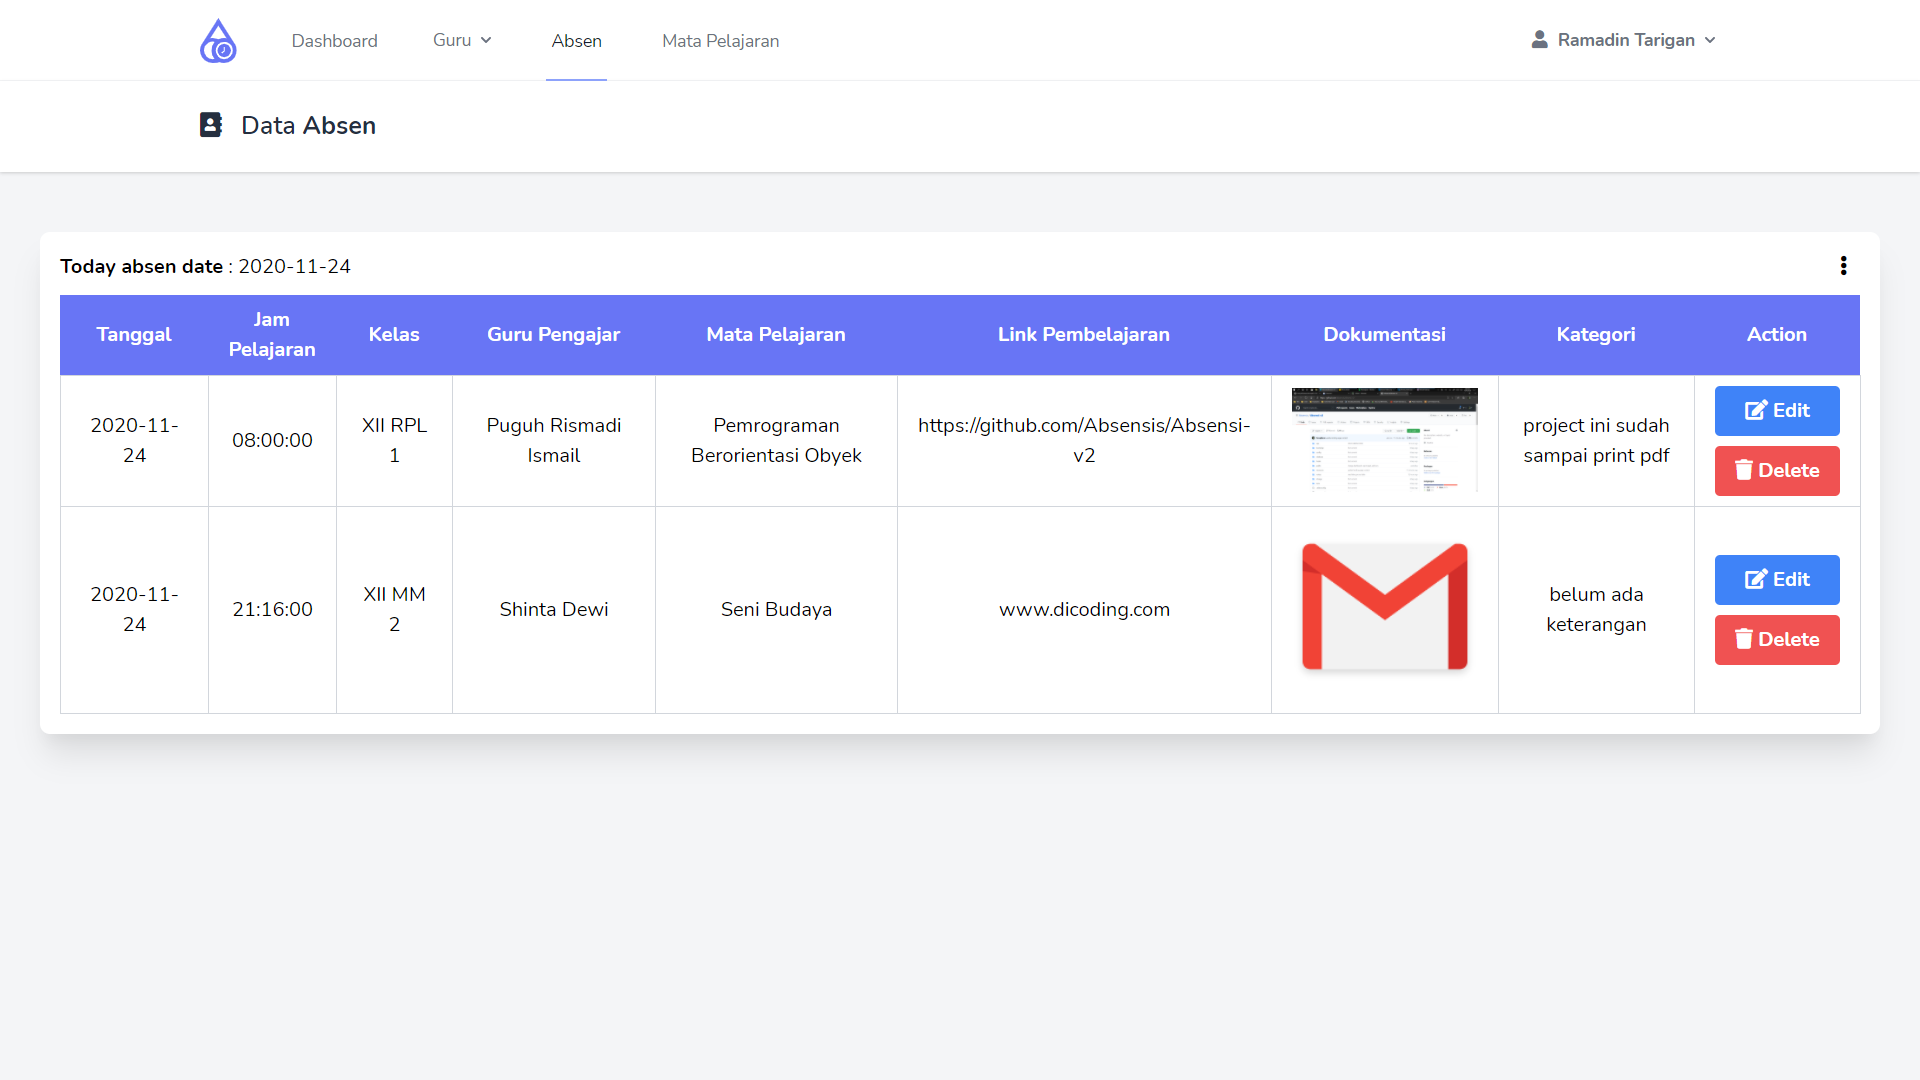 Dashboard
Guru
Absen
Mata Pelajaran
Ramadin Tarigan
Data Absen
Today absen date : 2020-11-24
Tanggal
Jam
Pelajaran
Kelas
Guru Pengajar
Mata Pelajaran
Link Pembelajaran
Dokumentasi
Kategori
Action
2020-11-
24
08:00:00
XII RPL
1
Puguh Rismadi
Ismail
Pemrograman
Berorientasi Obyek
https://github.com/Absensis/Absensi-
v2
project ini sudah
sampai print pdf
Edit
Delete
2020-11-
24
21:16:00
XII MM
2
Shinta Dewi
Seni Budaya
www.dicoding.com
belum ada
keterangan
Edit
Delete